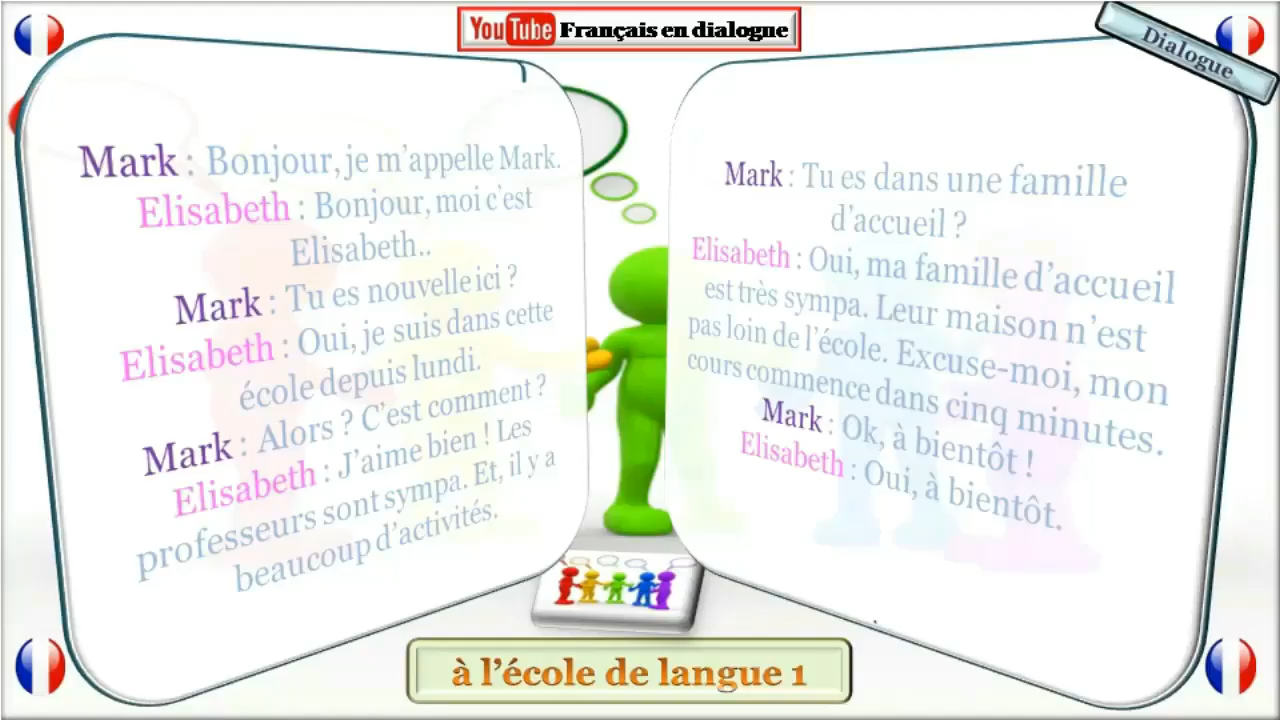 YouTube Français en dialogue
Dialogue
Mark : Bonjour, je m'appelle Mark.
Elisabeth : Bonjour, moi c'est
Elisabeth..
Mark : Tu es nouvelle ici ?
Elisabeth : Oui, je suis dans cette
école depuis lundi.
Mark : Alors ? C'est comment ?
Elisabeth : J'aime bien ! Les
professeurs sont sympa. Et, il y a
beaucoup d'activités.
Mark : Tu es dans une famille
d'accueil ?
Elisabeth : Oui, ma famille d'accueil
est très sympa. Leur maison n'est
pas loin de l'école. Excuse-moi, mon
cours commence dans cinq minutes.
Mark : Ok, à bientôt !
Elisabeth : Oui, à bientôt.
à l'école de langue 1